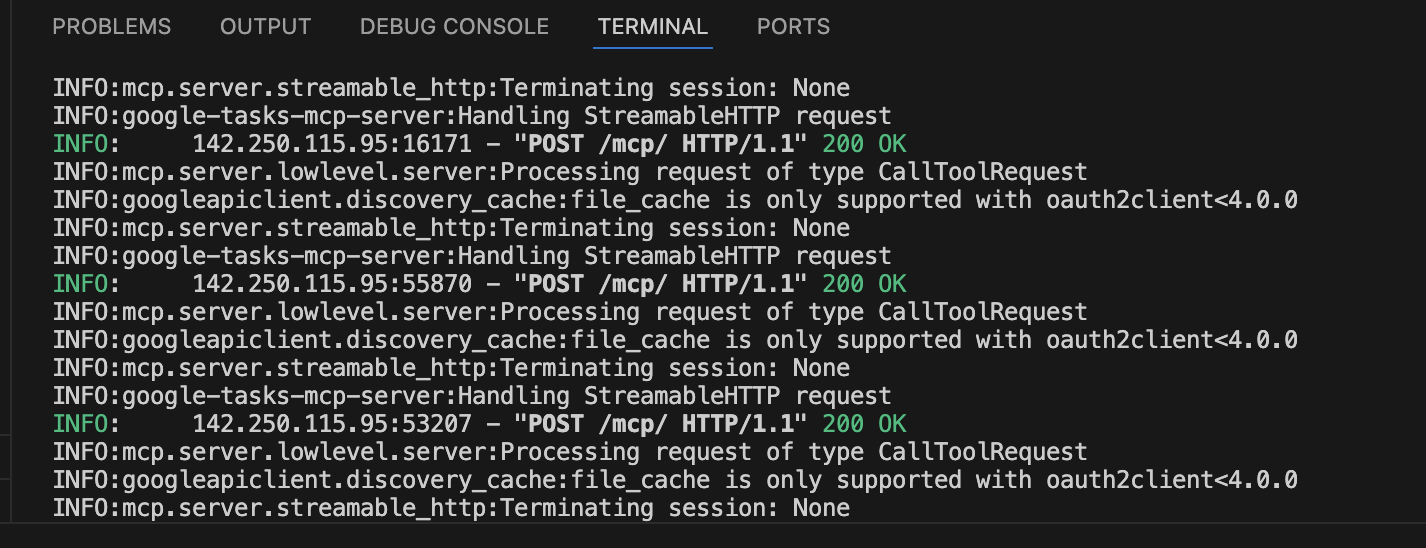 PROBLEMS OUTPUT DEBUG CONSOLE TERMINAL PORTS
INFO:mcp.server.streamable_http:Terminating session: None
INFO:google-tasks-mcp-server:Handling StreamableHTTP request
INFO:     142.250.115.95:16171 - "POST /mcp/ HTTP/1.1" 200 OK
INFO:mcp.server.lowlevel.server:Processing request of type CallToolRequest
INFO:googleapiclient.discovery_cache:file_cache is only supported with oauth2client<4.0.0
INFO:mcp.server.streamable_http:Terminating session: None
INFO:google-tasks-mcp-server:Handling StreamableHTTP request
INFO:     142.250.115.95:55870 - "POST /mcp/ HTTP/1.1" 200 OK
INFO:mcp.server.lowlevel.server:Processing request of type CallToolRequest
INFO:googleapiclient.discovery_cache:file_cache is only supported with oauth2client<4.0.0
INFO:mcp.server.streamable_http:Terminating session: None
INFO:google-tasks-mcp-server:Handling StreamableHTTP request
INFO:     142.250.115.95:53207 - "POST /mcp/ HTTP/1.1" 200 OK
INFO:mcp.server.lowlevel.server:Processing request of type CallToolRequest
INFO:googleapiclient.discovery_cache:file_cache is only supported with oauth2client<4.0.0
INFO:mcp.server.streamable_http:Terminating session: None